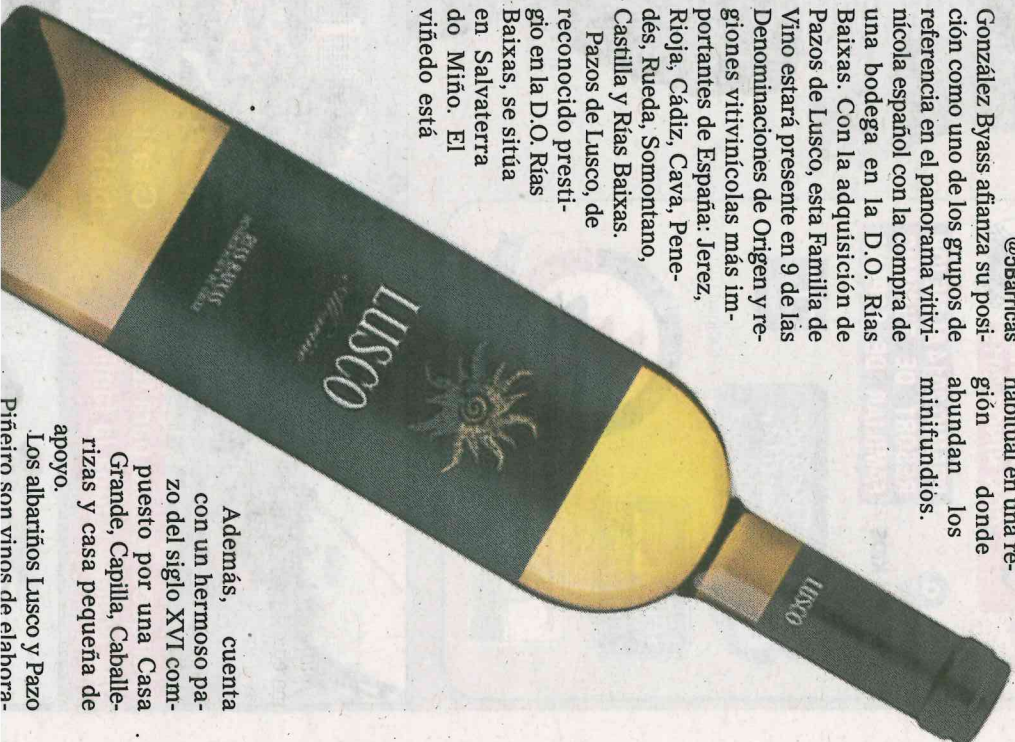 @5Barricas
González Byass afianza su posi-
ción como uno de los grupos de
referencia en el panorama vitivi-
nícola español con la compra de
una bodega en la D.O. Rías
Baixas. Con la adquisición de
Pazos de Lusco, esta Familia de
Vino estará presente en 9 de las
Denominaciones de Origen y re-
giones vitivinícolas más im-
portantes de España: Jerez,
Rioja, Cádiz, Cava, Pene-
dés, Rueda, Somontano,
Castilla y Rías Baixas.
Pazos de Lusco, de
reconocido presti-
gio en la D.O. Rías
Baixas, se sitúa
en Salvaterra
do Miño. El
viñedo está
habitual en una re-
gión donde
abundan los
minifundios.
Además, cuenta
con un hermoso pa-
zo del siglo XVI com-
puesto por una Casa
Grande, Capilla, Caballe-
rizas y casa pequeña de
apoyo.
Los albariños Lusco y Pazo
Piñeiro son vinos de elabora-
LUSCO
LUSCO
Albariño
RIAS BAIXAS